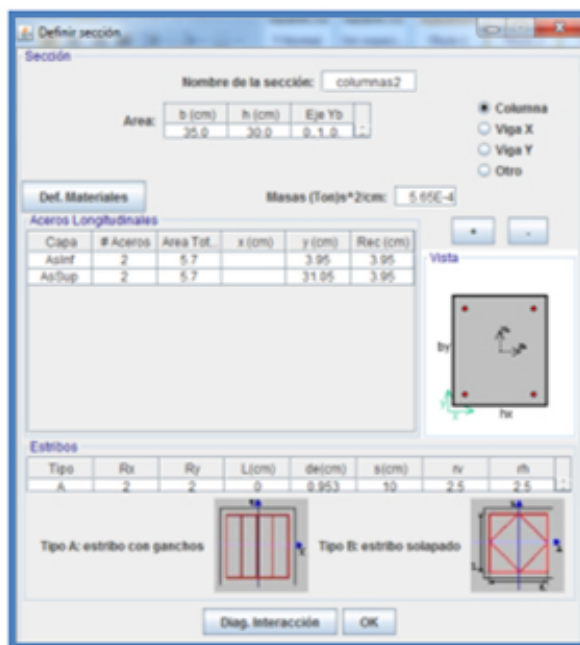 Definir sección
Sección
Nombre de la sección: columnas2
Area:
b (cm) h (cm) Eje Yb
35.0 30.0 0. 1. 0.
Columna
Viga X
Viga Y
Otro
Def. Materiales
Masas (Ton)s^2/cm: 5.65E-4
Aceros Longitudinales
+ -
Capa # Aceros Area Tot.. x (cm) y (cm) Rec (cm)
AsInf 2 5.7 3.95 3.95
AsSup 2 5.7 31.05 3.95
Vista
by
hx
Estribos
Tipo Rx Ry L(cm) de(cm) s(cm) rv rh
A 2 2 0 0.953 10 2.5 2.5
Tipo A: estribo con ganchos
Tipo B: estribo solapado
Diag. Interacción OK